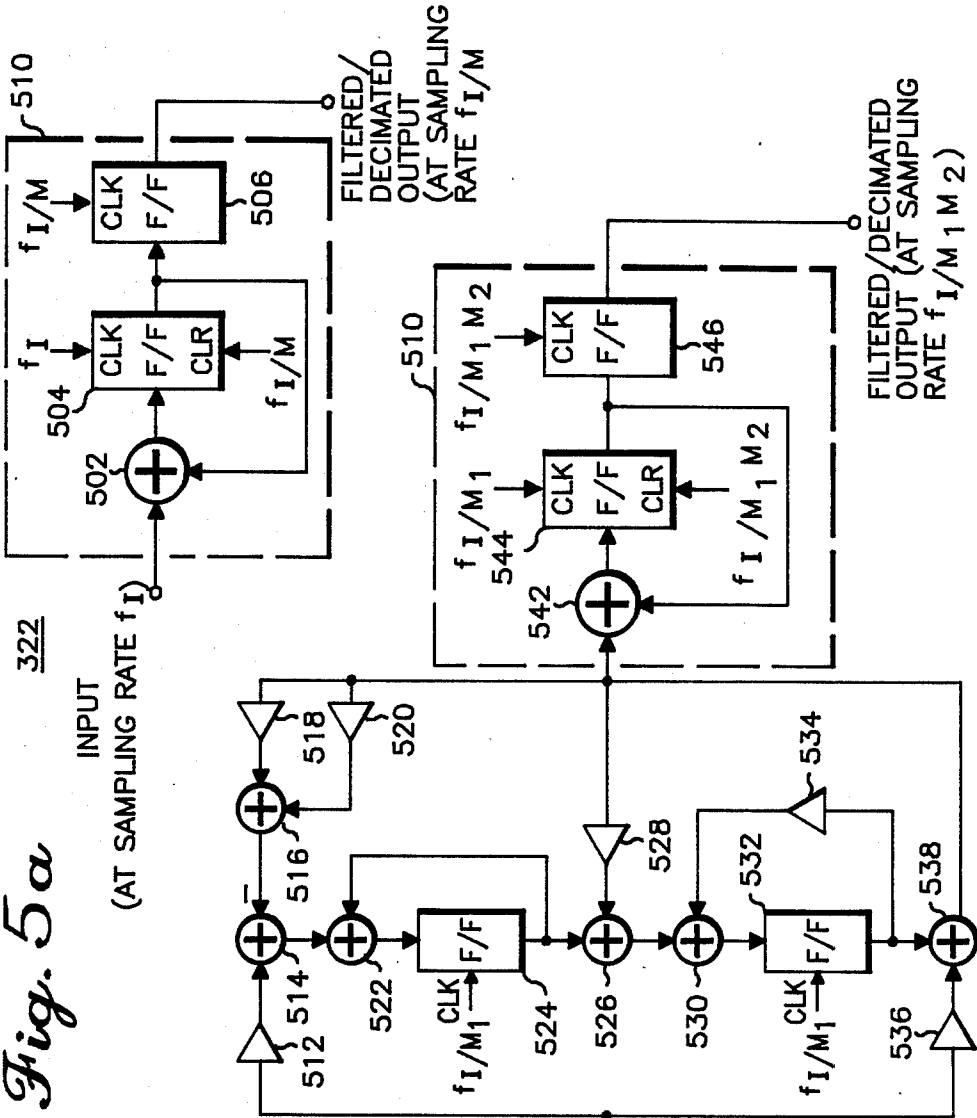 Fig. 5a
322
INPUT
(AT SAMPLING RATE fI)
510
fI
fI/M
504
502
CLK
F/F
CLR
CLK
F/F
506
fI/M
FILTERED/
DECIMATED
OUTPUT
(AT SAMPLING
RATE fI/M
518
520
516
514
512
522
CLK
fI/M1
F/F
524
528
526
530
534
532
CLK
fI/M1
F/F
536
538
510
fI/M1
fI/M1 M2
544
542
CLK
F/F
CLR
CLK
F/F
546
fI/M1 M2
FILTERED/DECIMATED
OUTPUT (AT SAMPLING
RATE fI/M1 M2)